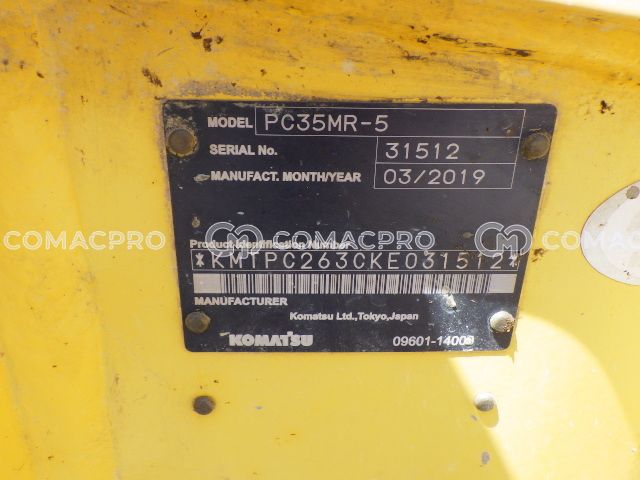 MODEL PC35MR-5
SERIAL No. 31512
MANUFACT. MONTH/YEAR 03/2019
COMACPRO COMACPRO COMACPRO
Product Identification Number
*KMTPC263CKE031512*
MANUFACTURER
Komatsu Ltd.,Tokyo,Japan
KOMATSU 09601-14000